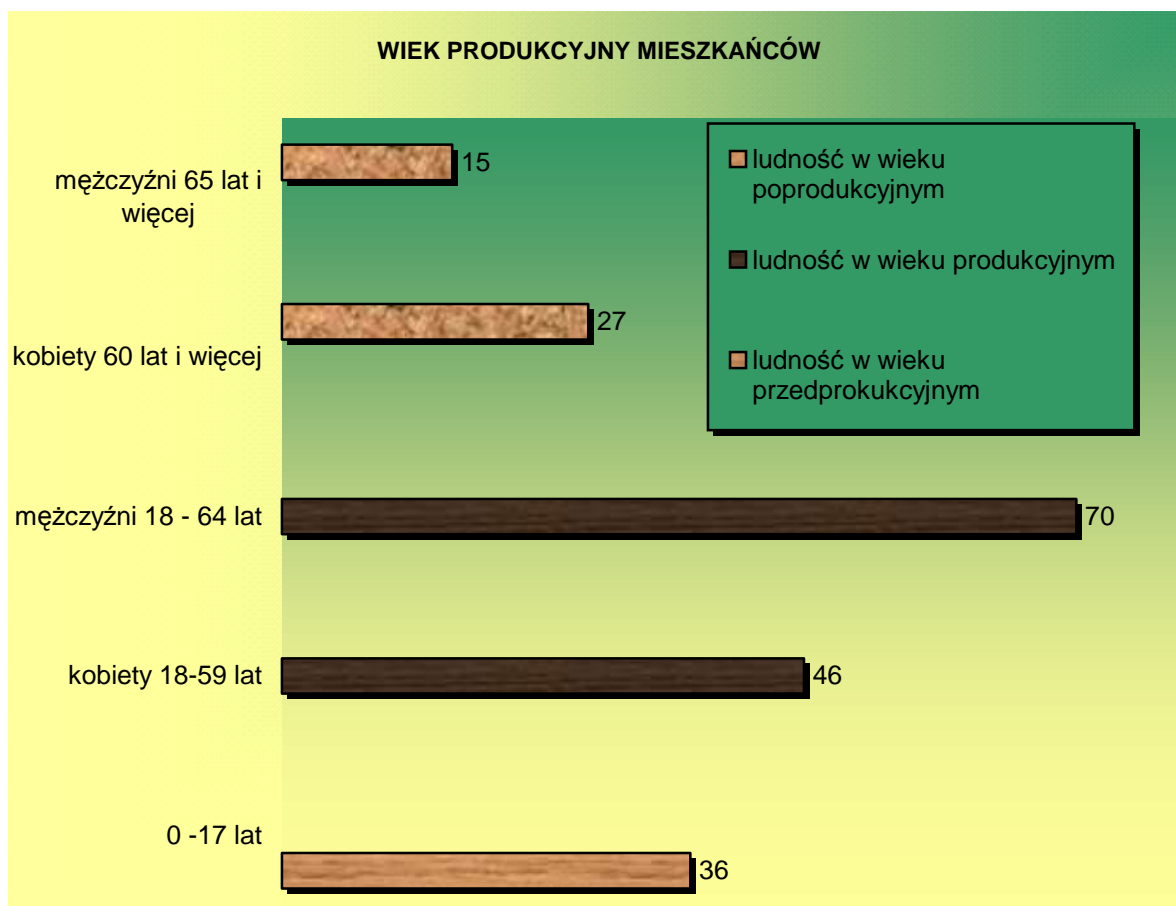 WIEK PRODUKCYJNY MIESZKAŃCÓW
mężczyźni 65 lat i
więcej
15
kobiety 60 lat i więcej
27
mężczyźni 18 - 64 lat
70
kobiety 18-59 lat
46
0 -17 lat
36
ludność w wieku
poprodukcyjnym
ludność w wieku produkcyjnym
ludność w wieku
przedprokukcyjnym